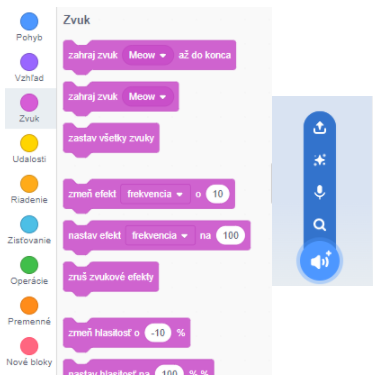 Zvuk
Pohyb
Vzhľad
Zvuk
Udalosti
Riadenie
Zisťovanie
Operácie
Premenné
Nové bloky
zahraj zvuk Meow až do konca
zahraj zvuk Meow
zastav všetky zvuky
zmeň efekt frekvencia o 10
nastav efekt frekvencia na 100
zruš zvukové efekty
zmeň hlasitosť o -10 %
nastav hlasitosť na 100 % %